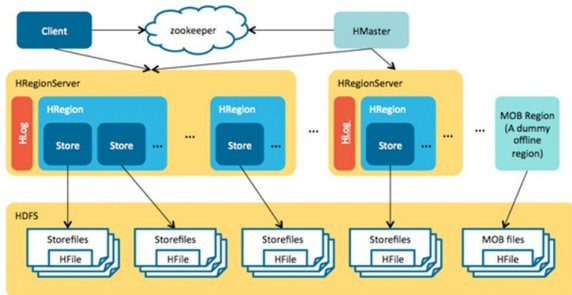 Client
zookeeper
HMaster
HRegionServer
HRegionServer
HLog
HRegion
Store
Store
...
...
HRegion
Store
...
HLog
HRegion
Store
...
...
...
MOB Region
(A dummy
offline
region)
HDFS
Storefiles
HFile
Storefiles
HFile
Storefiles
HFile
Storefiles
HFile
MOB files
HFile